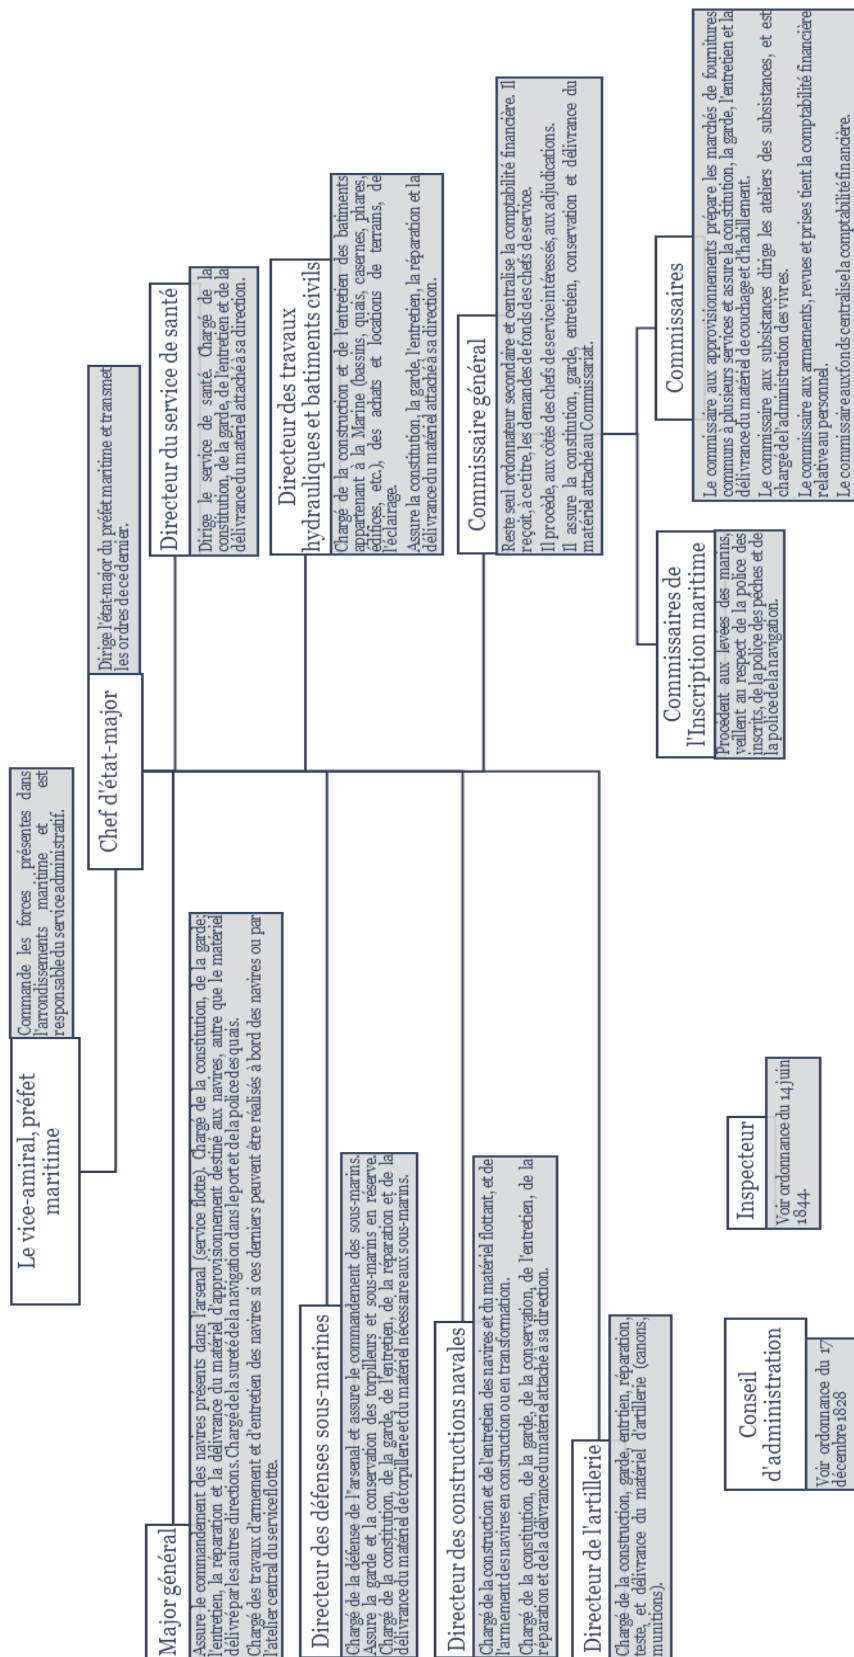 Le vice-amiral, préfet
maritime
Commande les forces présentes dans
l'arrondissements maritime et est
responsable du service administratif.
Chef d'état-major
Dirige l'état-major du préfet maritime et transmet
les ordres de ce dernier.
Major général
Assure le commandement des navires présents dans l'arsenal (service flotte). Chargé de la constitution, de la garde;
l'entretien, la réparation et la délivrance du matériel d'approvisionnement destiné aux navires, autre que le matériel
délivré par les autres directions. Chargé de la sureté de la navigation dans le port et de la police des quais.
Chargé des travaux d'armement et d'entretien des navires si ces derniers peuvent être réalisés à bord des navires ou par
l'atelier central du service flotte.
Directeur du service de santé
Dirige le service de santé. Chargé de la
constitution, de la garde, de l'entretien et de la
délivrance du matériel attaché à sa direction.
Directeur des défenses sous-marines
Chargé de la défense de l'arsenal et assure le commandement des sous-marins.
Assure la garde et la conservation des torpilleurs et sous-marins en réserve.
Chargé de la constitution, de la garde, de l'entretien, de la réparation et de la
délivrance du matériel de torpillerie et du matériel nécessaire aux sous-marins.
Directeur des travaux
hydrauliques et batiments civils
Chargé de la construction et de l'entretien des batiments
appartenant à la Marine (bassins, quais, casernes, phares,
édifices, etc.), des achats et locations de terrains, de
l'éclairage.
Assure la constitution, la garde, l'entretien, la réparation et la
délivrance du matériel attaché à sa direction.
Directeur des constructions navales
Chargé de la construction et de l'entretien des navires et du matériel flottant, et de
l'armement des navires en construction ou en transformation.
Chargé de la constitution, de la garde, de la conservation, de l'entretien, de la
réparation et de la délivrance du matériel attaché à sa direction.
Commissaire général
Reste seul ordonnateur secondaire et centralise la comptabilité financière. Il
reçoit, à ce titre, les demandes de fonds des chefs de service.
Il procède, aux côtés des chefs de service intéressés, aux adjudications.
Il assure la constitution, garde, entretien, conservation et délivrance du
matériel attaché au Commissariat.
Directeur de l'artillerie
Chargé de la construction, garde, entrtien, réparation,
teste, et délivrance du matériel d'artillerie (canons,
munitions).
Commissaires de
l'Inscription maritime
Procèdent aux levées des marins,
veillent au respect de la police des
inscrits, de la police des pêches et de
la police de la navigation.
Commissaires
Le commissaire aux approvisionnements prépare les marchés de fournitures
communs à plusieurs services et assure la constitution, la garde, l'entretien et la
délivrance du matériel de couchage et d'habillement.
Le commissaire aux subsistances dirige les ateliers des subsistances, et est
chargé de l'administration des vivres.
Le commissaire aux armements, revues et prises tient la comptabilité financière
relative au personnel.
Le commissaire aux fonds centralise la comptabilité financière.
Conseil
d'administration
Voir ordonnance du 17
décembre 1828
Inspecteur
Voir ordonnance du 14 juin
1844.